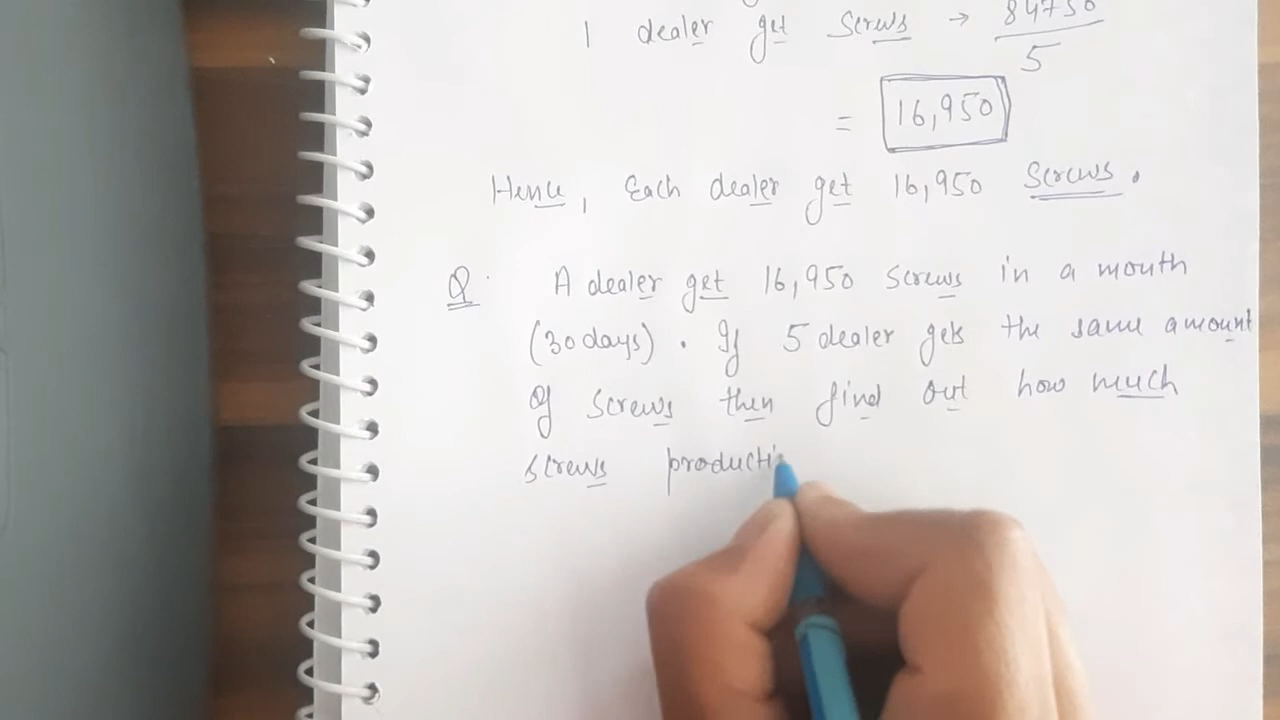 1 dealer get Screws → 84750
5
= 16,950
Hence, Each dealer get 16,950 Screws.
Q. A dealer get 16,950 Screws in a mouth
(30 days). If 5 dealer gets the same amount
of screws then find out how much
screws producti